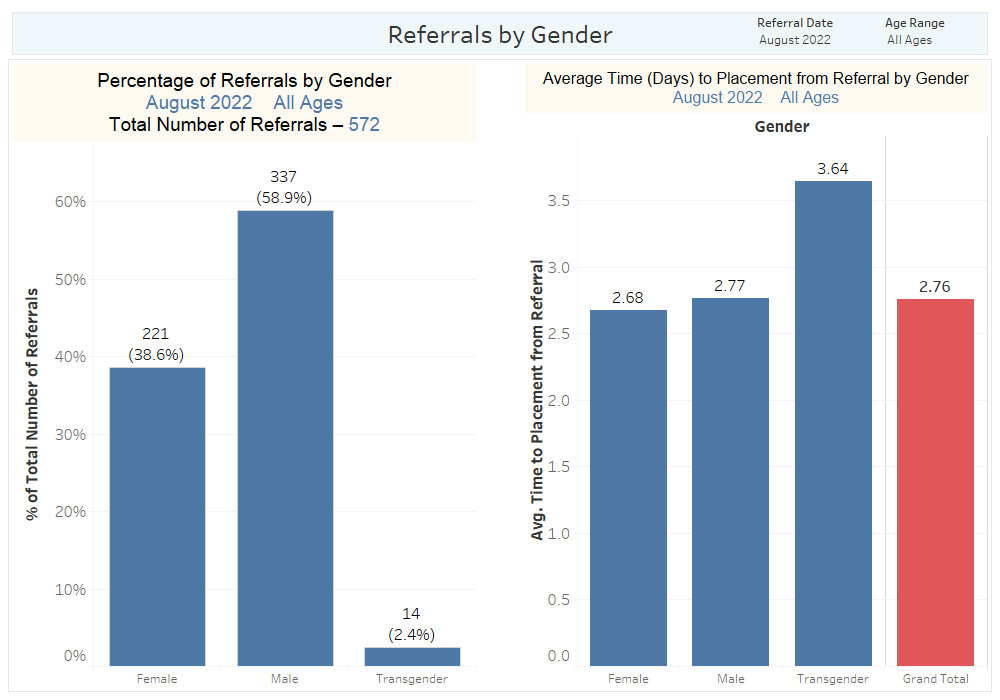 Referrals by Gender
Referral Date
August 2022
Age Range
All Ages
Percentage of Referrals by Gender
August 2022 All Ages
Total Number of Referrals – 572
% of Total Number of Referrals
60%
50%
40%
30%
20%
10%
0%
221
(38.6%)
337
(58.9%)
14
(2.4%)
Female
Male
Transgender
Average Time (Days) to Placement from Referral by Gender
August 2022 All Ages
Gender
Avg. Time to Placement from Referral
3.5
3.0
2.5
2.0
1.5
1.0
0.5
0.0
2.68
2.77
3.64
2.76
Female
Male
Transgender
Grand Total